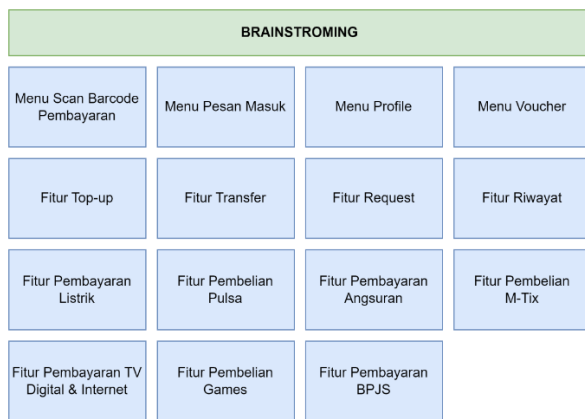 BRAINSTROMING
Menu Scan Barcode
Pembayaran
Menu Pesan Masuk
Menu Profile
Menu Voucher
Fitur Top-up
Fitur Transfer
Fitur Request
Fitur Riwayat
Fitur Pembayaran
Listrik
Fitur Pembelian
Pulsa
Fitur Pembayaran
Angsuran
Fitur Pembelian
M-Tix
Fitur Pembayaran TV
Digital & Internet
Fitur Pembelian
Games
Fitur Pembayaran
BPJS